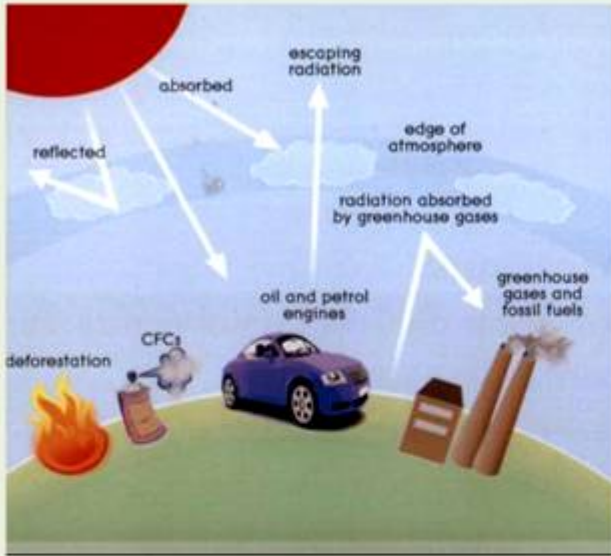 escaping
radiation
absorbed
edge of
atmosphere
reflected
radiation absorbed
by greenhouse gases
greenhouse
gases and
fossil fuels
oil and petrol
engines
CFCs
deforestation